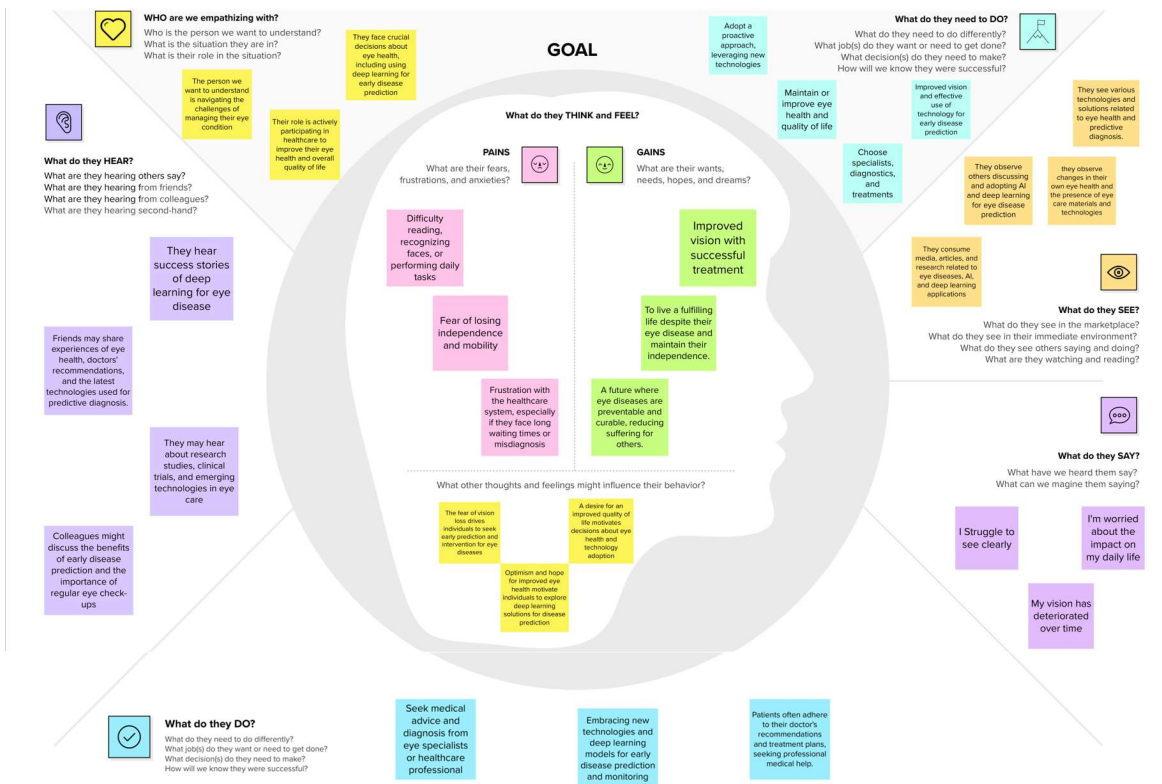 WHO are we empathizing with?
Who is the person we want to understand?
What is the situation they are in?
What is their role in the situation?
The person we
want to understand
is navigating the
challenges of
managing their eye
condition
They face crucial
decisions about
eye health,
including using
deep learning for
early disease
prediction
Their role is actively
participating in
healthcare to
improve their eye
health and overall
quality of life
GOAL
What do they need to DO?
What do they need to do differently?
What job(s) do they want or need to get done?
What decision(s) do they need to make?
How will we know they were successful?
Adopt a
proactive
approach,
leveraging new
technologies
Maintain or
improve eye
health and
quality of life
Improved vision
and effective
use of
technology for
early disease
prediction
Choose
specialists,
diagnostics,
and
treatments
What do they HEAR?
What are they hearing others say?
What are they hearing from friends?
What are they hearing from colleagues?
What are they hearing second-hand?
They hear
success stories
of deep
learning for eye
disease
Friends may share
experiences of eye
health, doctors'
recommendations,
and the latest
technologies used for
predictive diagnosis.
They may hear
about research
studies, clinical
trials, and emerging
technologies in eye
care
Colleagues might
discuss the benefits
of early disease
prediction and the
importance of
regular eye check-
ups
What do they THINK and FEEL?
PAINS
What are their fears,
frustrations, and anxieties?
Difficulty
reading,
recognizing
faces, or
performing daily
tasks
Fear of losing
independence
and mobility
Frustration with
the healthcare
system, especially
if they face long
waiting times or
misdiagnosis
GAINS
What are their wants,
needs, hopes, and dreams?
Improved
vision with
successful
treatment
To live a fulfilling
life despite their
eye disease and
maintain their
independence.
A future where
eye diseases are
preventable and
curable, reducing
suffering for
others.
What other thoughts and feelings might influence their behavior?
The fear of vision
loss drives
individuals to seek
early prediction and
intervention for eye
diseases
Optimism and hope
for improved eye
health motivate
individuals to explore
deep learning
solutions for disease
prediction
A desire for an
improved quality of
life motivates
decisions about eye
health and
technology
adoption
They see various
technologies and
solutions related
to eye health and
predictive
diagnosis.
They observe
others discussing
and adopting AI
and deep learning
for eye disease
prediction
they observe
changes in their
own eye health and
the presence of eye
care materials and
technologies
They consume
media, articles, and
research related to
eye diseases, AI,
and deep learning
applications
What do they SEE?
What do they see in the marketplace?
What do they see in their immediate environment?
What do they see others saying and doing?
What are they watching and reading?
What do they SAY?
What have we heard them say?
What can we magine them saying?
I Struggle to
see clearly
I'm worried
about the
impact on
my daily life
My vision has
deteriorated
over time
What do they DO?
What do they need to do differently?
What job(s) do they want or need to get done?
What decision(s) do they need to make?
How will we know they were successful?
Seek medical
advice and
diagnosis from
eye specialists
or healthcare
professional
Embracing new
technologies and
deep learning
models for early
disease prediction
and monitoring
Patients often adhere
to their doctor's
recommendations
and treatment plans,
seeking professional
medical help.